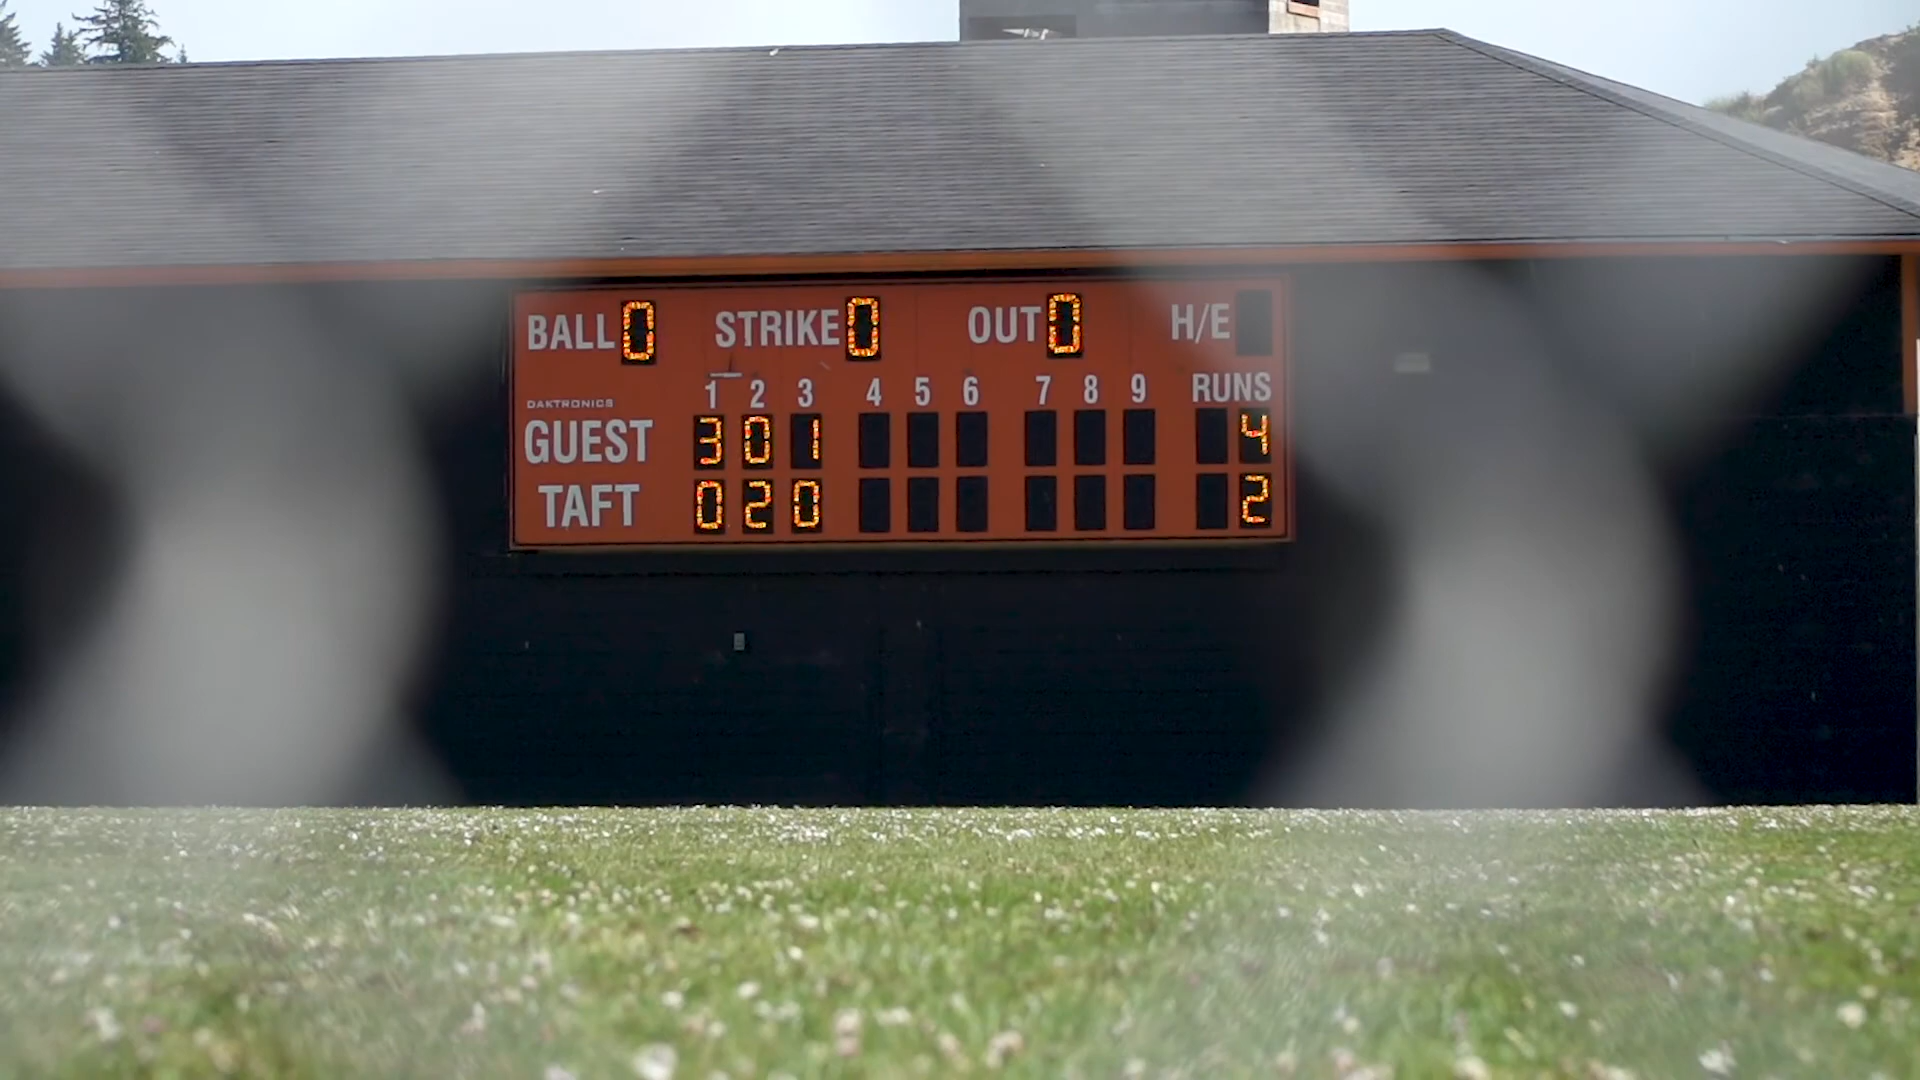 BALL 0 STRIKE 0 OUT 0 H/E
1 2 3 4 5 6 7 8 9 RUNS
DAKTRONICS
GUEST 3 0 1 4
TAFT 0 2 0 2